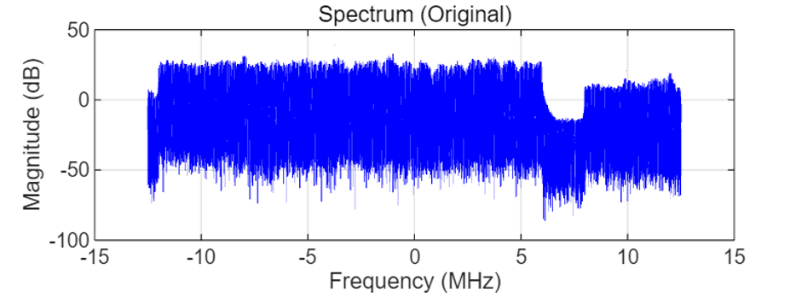 Spectrum (Original)
50
0
-50
-100
Magnitude (dB)
-15 -10 -5 0 5 10 15
Frequency (MHz)